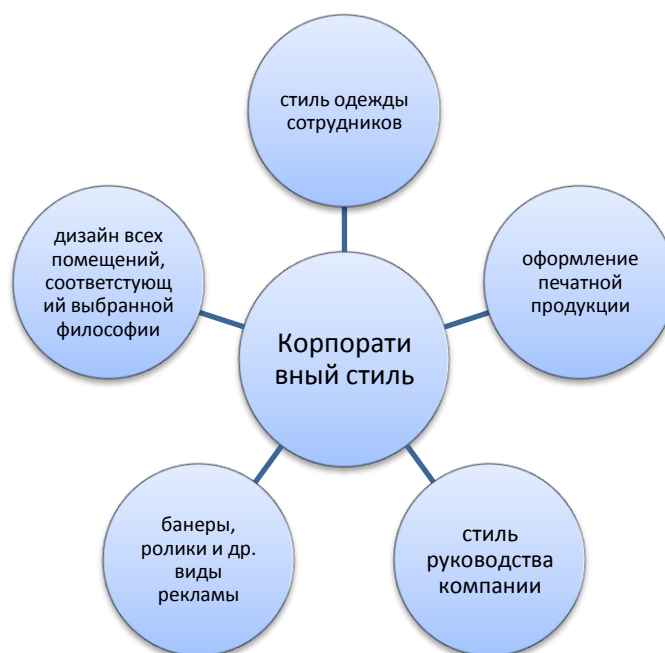 стиль одежды
сотрудников
дизайн всех
помещений,
соответстующ
ий выбранной
философии
оформление
печатной
продукции
Корпорати
вный стиль
банеры,
ролики и др.
виды
рекламы
стиль
руководства
компании